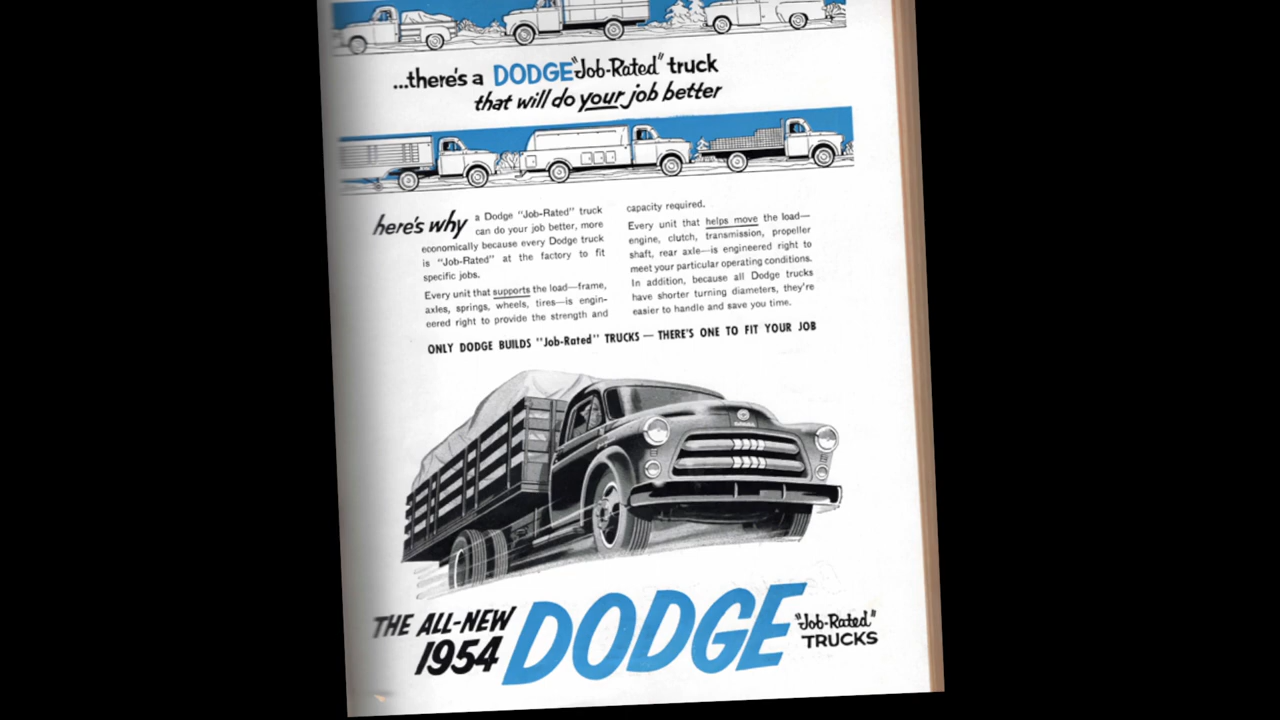 ...there's a DODGE "Job-Rated" truck
that will do your job better
here's why a Dodge "Job-Rated" truck
can do your job better, more
economically because every Dodge truck
is "Job-Rated" at the factory to fit
specific jobs.
Every unit that supports the load—frame,
axles, springs, wheels, tires—is engin-
eered right to provide the strength and
capacity required.
Every unit that helps move the load—
engine, clutch, transmission, propeller
shaft, rear axle—is engineered right to
meet your particular operating conditions.
In addition, because all Dodge trucks
have shorter turning diameters, they're
easier to handle and save you time.
ONLY DODGE BUILDS "Job-Rated" TRUCKS — THERE'S ONE TO FIT YOUR JOB
THE ALL-NEW
1954 DODGE "Job-Rated"
TRUCKS